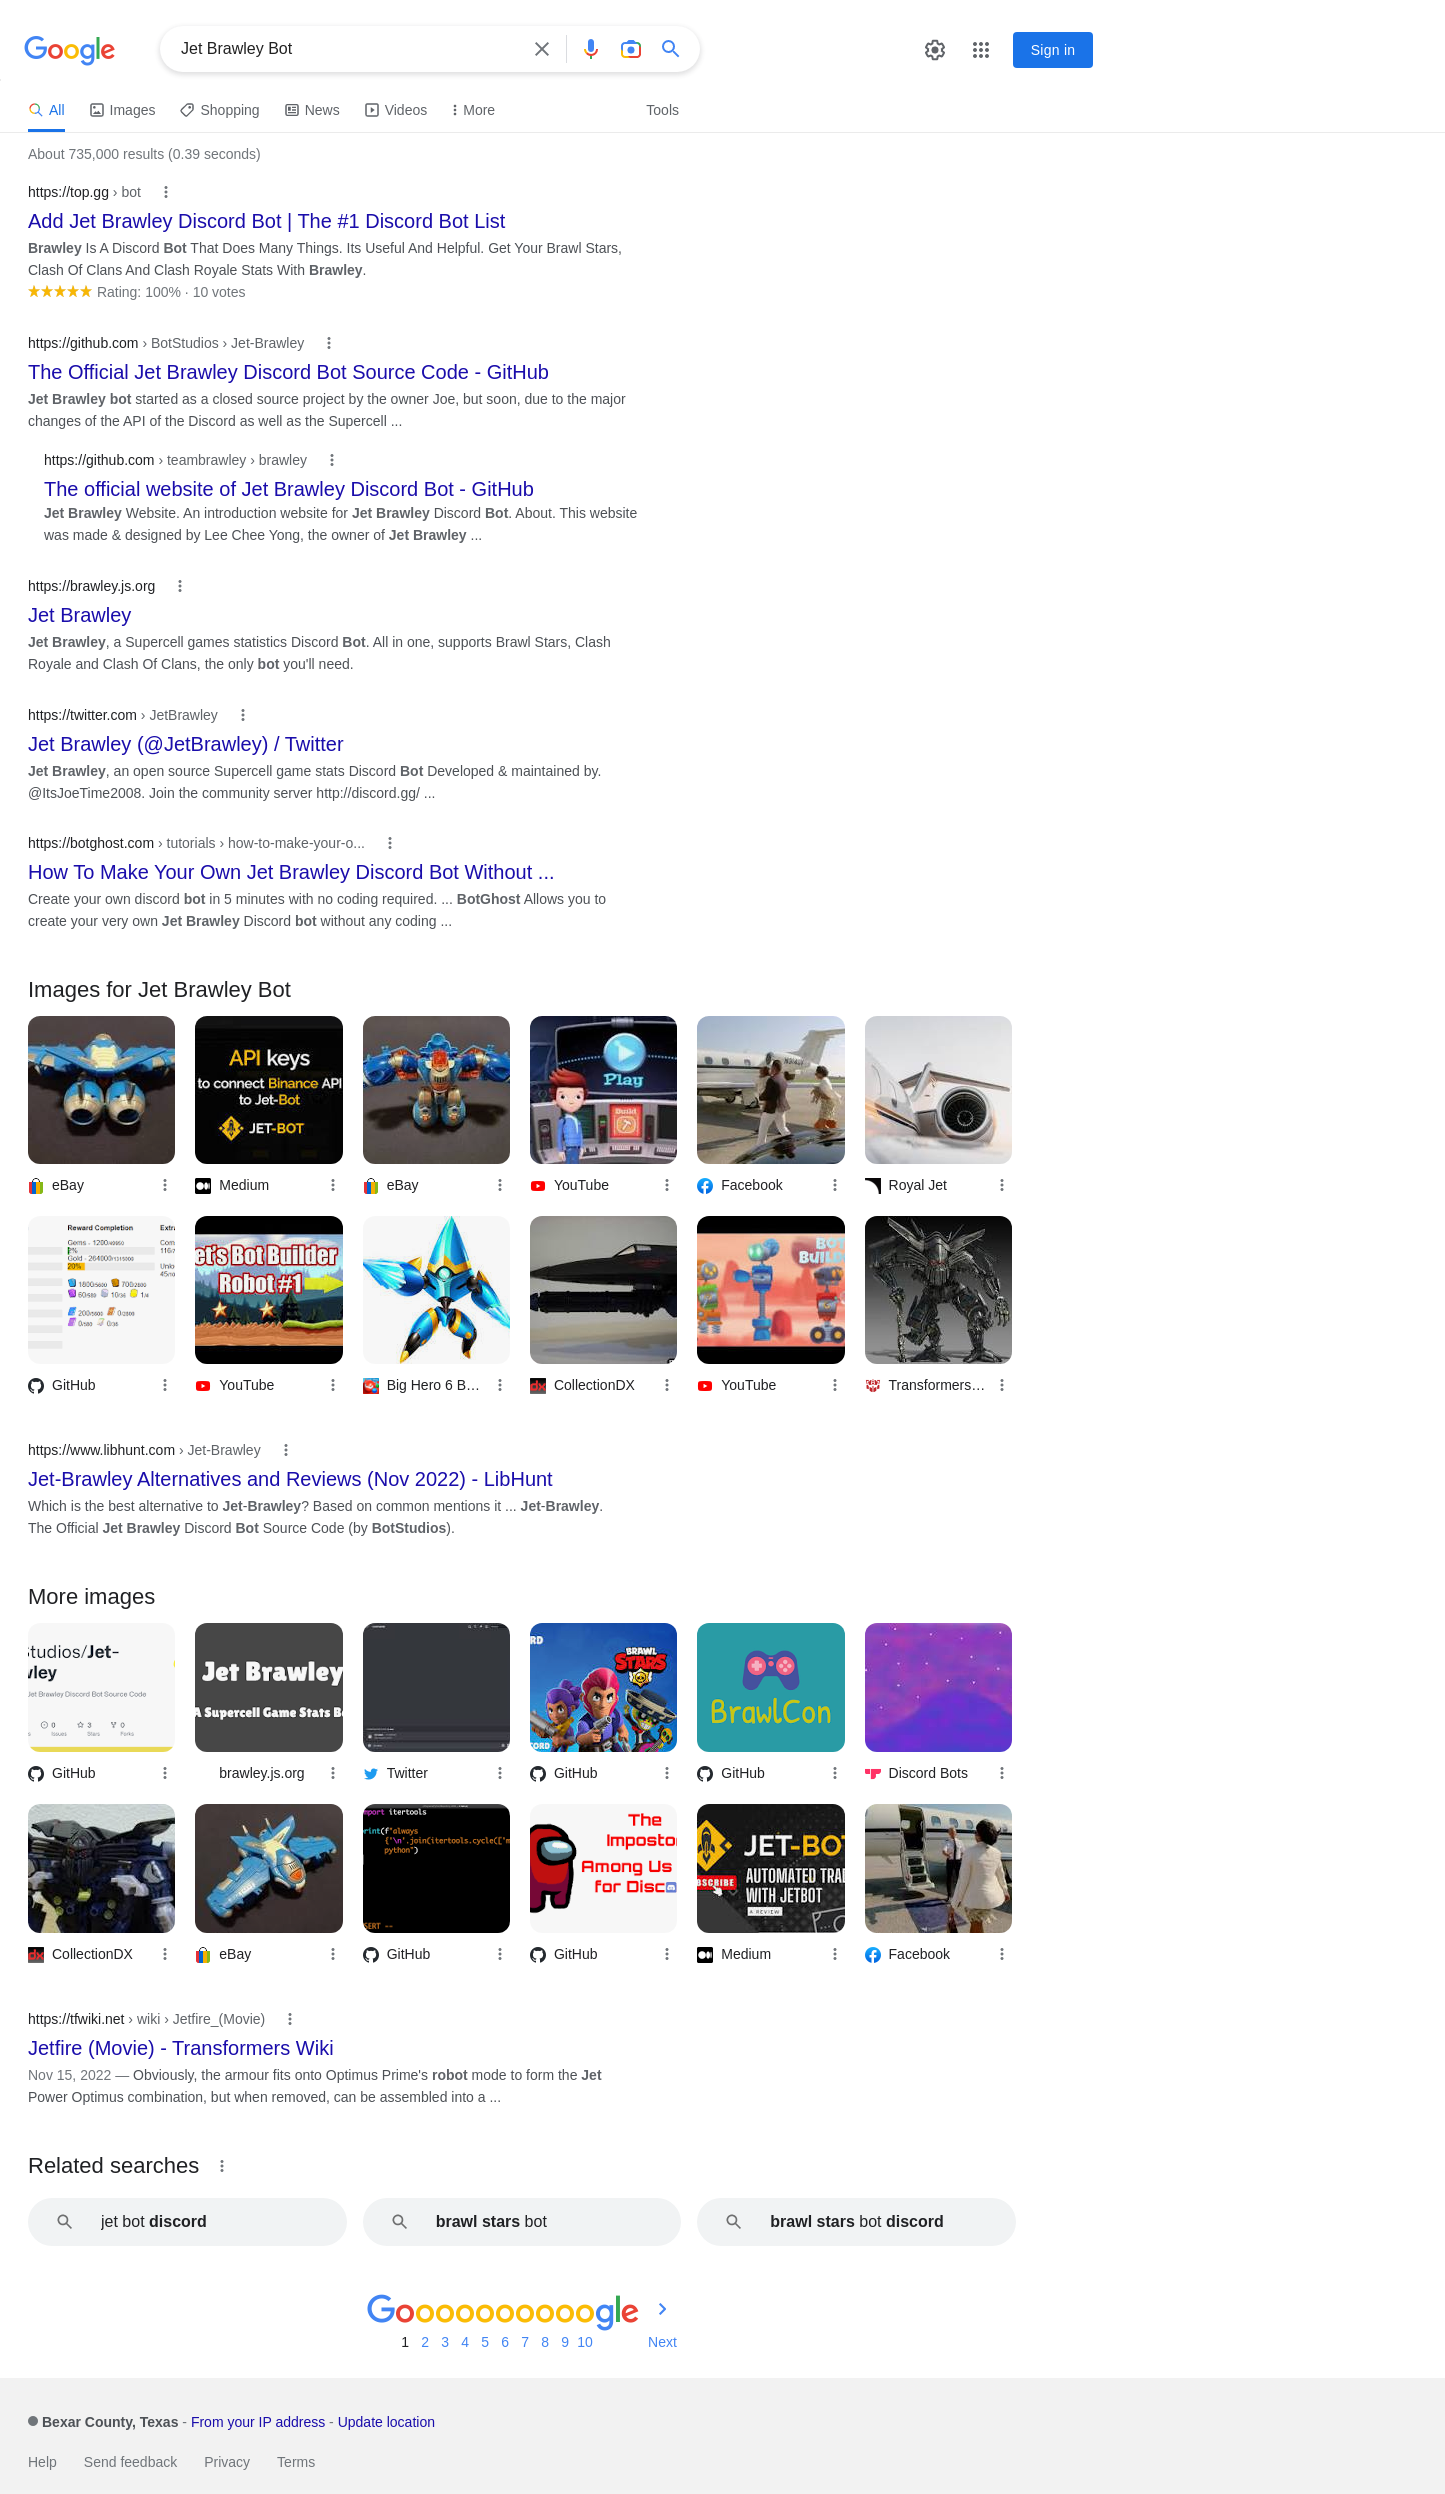 Google
Jet Brawley Bot
Sign in
All
Images
Shopping
News
Videos
More
Tools
About 735,000 results (0.39 seconds)
https://top.gg › bot
Add Jet Brawley Discord Bot | The #1 Discord Bot List
Brawley Is A Discord Bot That Does Many Things. Its Useful And Helpful. Get Your Brawl Stars,
Clash Of Clans And Clash Royale Stats With Brawley.
Rating: 100% · 10 votes
https://github.com › BotStudios › Jet-Brawley
The Official Jet Brawley Discord Bot Source Code - GitHub
Jet Brawley bot started as a closed source project by the owner Joe, but soon, due to the major
changes of the API of the Discord as well as the Supercell ...
https://github.com › teambrawley › brawley
The official website of Jet Brawley Discord Bot - GitHub
Jet Brawley Website. An introduction website for Jet Brawley Discord Bot. About. This website
was made & designed by Lee Chee Yong, the owner of Jet Brawley ...
https://brawley.js.org
Jet Brawley
Jet Brawley, a Supercell games statistics Discord Bot. All in one, supports Brawl Stars, Clash
Royale and Clash Of Clans, the only bot you'll need.
https://twitter.com › JetBrawley
Jet Brawley (@JetBrawley) / Twitter
Jet Brawley, an open source Supercell game stats Discord Bot Developed & maintained by.
@ItsJoeTime2008. Join the community server http://discord.gg/ ...
https://botghost.com › tutorials › how-to-make-your-o...
How To Make Your Own Jet Brawley Discord Bot Without ...
Create your own discord bot in 5 minutes with no coding required. ... BotGhost Allows you to
create your very own Jet Brawley Discord bot without any coding ...
Images for Jet Brawley Bot
API keys
to connect Binance API
to Jet-Bot
JET-BOT
Play
Build
eBay
Medium
eBay
YouTube
Facebook
Royal Jet
Reward Completion
Gems - 1280/49950
2%
Gold - 264000/1315000
20%
Let's Bot Builder
Robot #1
BOT
BUILD
GitHub
YouTube
Big Hero 6 B...
CollectionDX
YouTube
Transformers...
https://www.libhunt.com › Jet-Brawley
Jet-Brawley Alternatives and Reviews (Nov 2022) - LibHunt
Which is the best alternative to Jet-Brawley? Based on common mentions it ... Jet-Brawley.
The Official Jet Brawley Discord Bot Source Code (by BotStudios).
More images
Studios/Jet-
wley
Jet Brawley Discord Bot Source Code
0
3
0
Issues
Stars
Forks
Jet Brawley
A Supercell Game Stats Bo
RD
BRAWL
STARS
CORD
BrawlCon
GitHub
brawley.js.org
Twitter
GitHub
GitHub
Discord Bots
import itertools
print(f"always
{'\n'.join(itertools.cycle(['m
python")
SERT --
The
Impostor
Among Us
for Disc
JET-BOT
AUTOMATED TRAD
WITH JETBOT
A REVIEW
BSCRIBE
CollectionDX
eBay
GitHub
GitHub
Medium
Facebook
https://tfwiki.net › wiki › Jetfire_(Movie)
Jetfire (Movie) - Transformers Wiki
Nov 15, 2022 — Obviously, the armour fits onto Optimus Prime's robot mode to form the Jet
Power Optimus combination, but when removed, can be assembled into a ...
Related searches
jet bot discord
brawl stars bot
brawl stars bot discord
Goooooooooogle
1 2 3 4 5 6 7 8 9 10 Next
Bexar County, Texas - From your IP address - Update location
Help Send feedback Privacy Terms